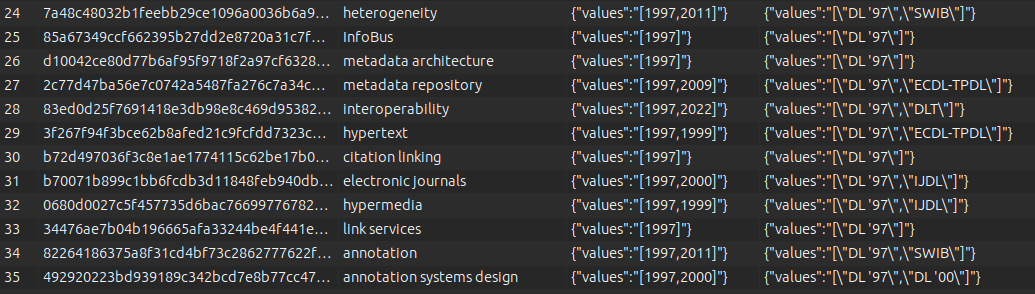 24 7a48c48032b1feebb29ce1096a0036b6a9... heterogeneity {"values":"[1997,2011]"} {"values":"[\"DL '97\",\"SWIB\"]"}
25 85a67349ccf662395b27dd2e8720a31c7f... InfoBus {"values":"[1997]"} {"values":"[\"DL '97\"]"}
26 d10042ce80d77b6af95f9718f2a97cf6328... metadata architecture {"values":"[1997]"} {"values":"[\"DL '97\"]"}
27 2c77d47ba56e7c0742a5487fa276c7a34c... metadata repository {"values":"[1997,2009]"} {"values":"[\"DL '97\",\"ECDL-TPDL\"]"}
28 83ed0d25f7691418e3db98e8c469d95382... interoperability {"values":"[1997,2022]"} {"values":"[\"DL '97\",\"DLT\"]"}
29 3f267f94f3bce62b8afed21c9fcfdd7323c... hypertext {"values":"[1997,1999]"} {"values":"[\"DL '97\",\"ECDL-TPDL\"]"}
30 b72d497036f3c8e1ae1774115c62be17b0... citation linking {"values":"[1997]"} {"values":"[\"DL '97\"]"}
31 b70071b899c1bb6fcdb3d11848feb940db... electronic journals {"values":"[1997,2000]"} {"values":"[\"DL '97\",\"IJDL\"]"}
32 0680d0027c5f457735d6bac76699776782... hypermedia {"values":"[1997,1999]"} {"values":"[\"DL '97\",\"IJDL\"]"}
33 34476ae7b04b196665afa33244be4f441e... link services {"values":"[1997]"} {"values":"[\"DL '97\"]"}
34 82264186375a8f31cd4bf73c2862777622f... annotation {"values":"[1997,2011]"} {"values":"[\"DL '97\",\"SWIB\"]"}
35 492920223bd939189c342bcd7e8b77cc47... annotation systems design {"values":"[1997,2000]"} {"values":"[\"DL '97\",\"DL '00\"]"}